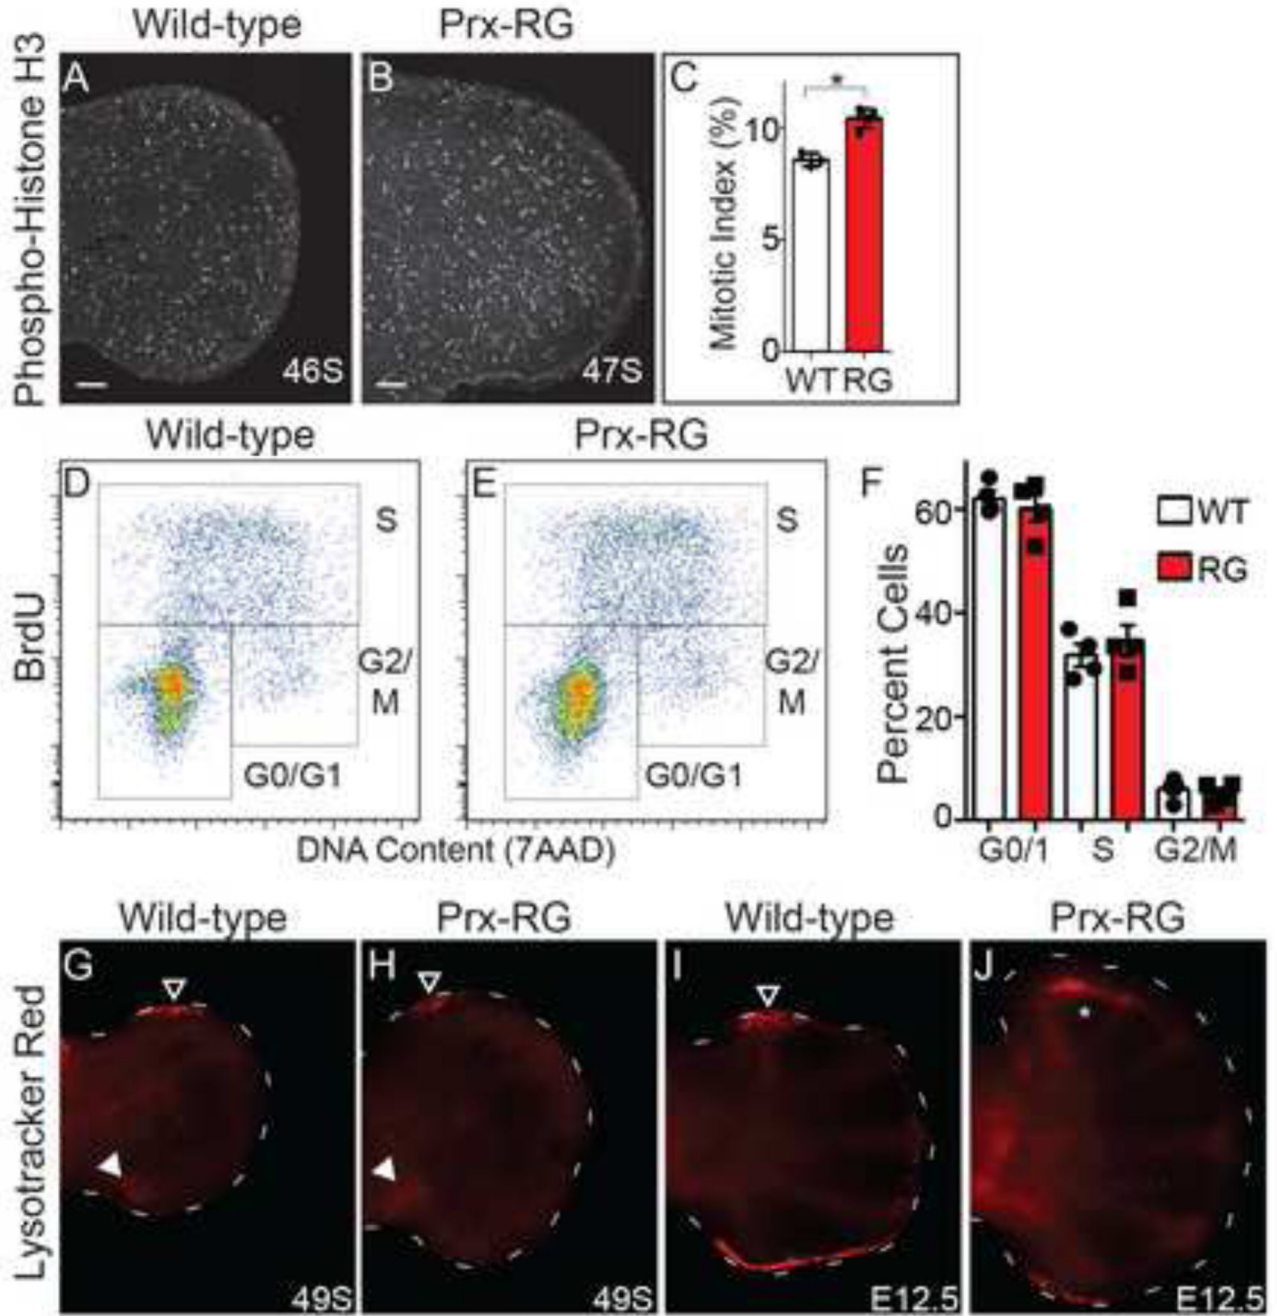 Wild-type Prx-RG
Phospho-Histone H3
A B C
*
10
5
0
Mitotic Index (%)
WT RG
46S 47S
Wild-type Prx-RG
D E F
S S
G2/
M
G2/
M
G0/G1 G0/G1
BrdU
DNA Content (7AAD)
Percent Cells
60
40
20
0
WT
RG
G0/1 S G2/M
Wild-type Prx-RG Wild-type Prx-RG
Lysotracker Red
G H I J
*
49S 49S E12.5 E12.5